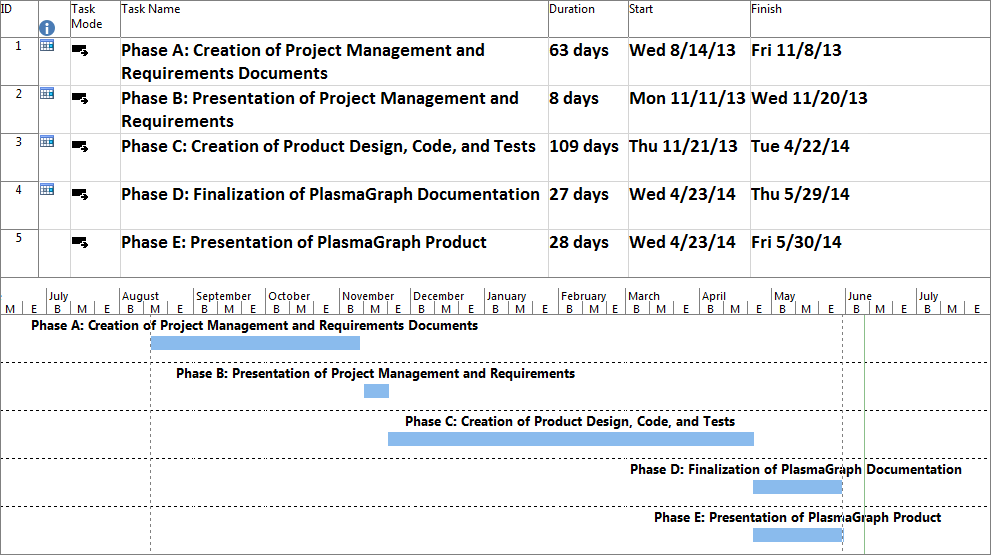 ID Task Mode Task Name Duration Start Finish
1 Phase A: Creation of Project Management and Requirements Documents 63 days Wed 8/14/13 Fri 11/8/13
2 Phase B: Presentation of Project Management and Requirements 8 days Mon 11/11/13 Wed 11/20/13
3 Phase C: Creation of Product Design, Code, and Tests 109 days Thu 11/21/13 Tue 4/22/14
4 Phase D: Finalization of PlasmaGraph Documentation 27 days Wed 4/23/14 Thu 5/29/14
5 Phase E: Presentation of PlasmaGraph Product 28 days Wed 4/23/14 Fri 5/30/14
July August September October November December January February March April May June July
M E B M E B M E B M E B M E B M E B M E B M E B M E B M E B M E B M E B M E B M E
Phase A: Creation of Project Management and Requirements Documents
Phase B: Presentation of Project Management and Requirements
Phase C: Creation of Product Design, Code, and Tests
Phase D: Finalization of PlasmaGraph Documentation
Phase E: Presentation of PlasmaGraph Product